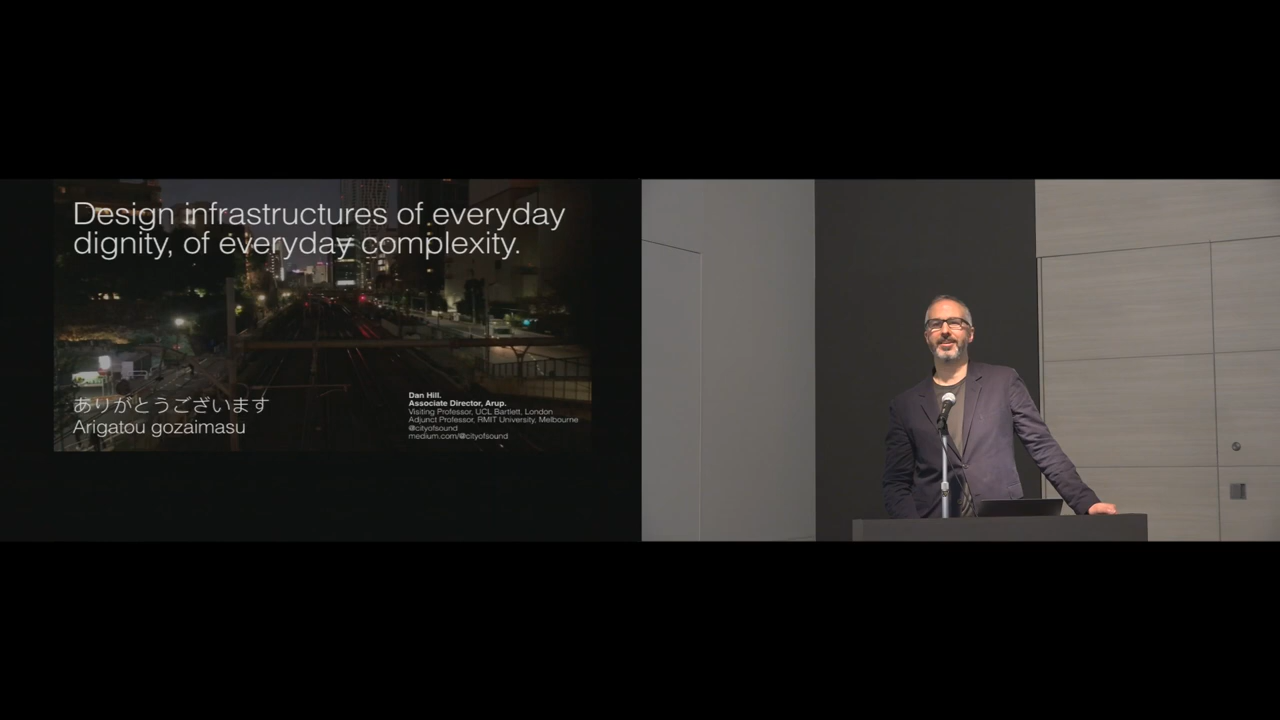 Design infrastructures of everyday
dignity, of everyday complexity.
ありがとうございます
Arigatou gozaimasu
Dan Hill.
Associate Director, Arup.
Visiting Professor, UCL Bartlett, London
Adjunct Professor, RMIT University, Melbourne
@cityofsound
medium.com/@cityofsound